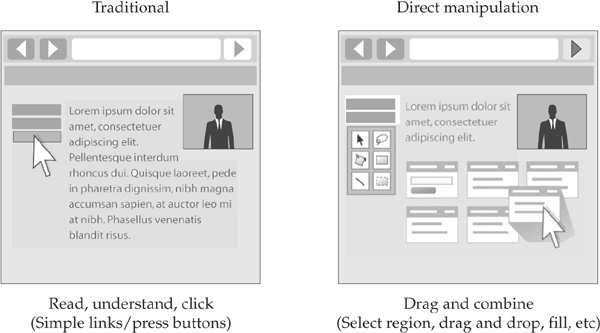 Traditional
Lorem ipsum dolor sit
amet, consectetuer
adipiscing elit.
Pellentesque interdum
rhoncus dui. Quisque laoreet, pede
in pharetra dignissim, nibh magna
accumsan sapien, at auctor leo mi
at nibh. Phasellus venenatis
blandit risus.
Read, understand, click
(Simple links/press buttons)
Direct manipulation
Lorem ipsum dolor sit
amet, consectetuer
adipiscing elit.
Drag and combine
(Select region, drag and drop, fill, etc)